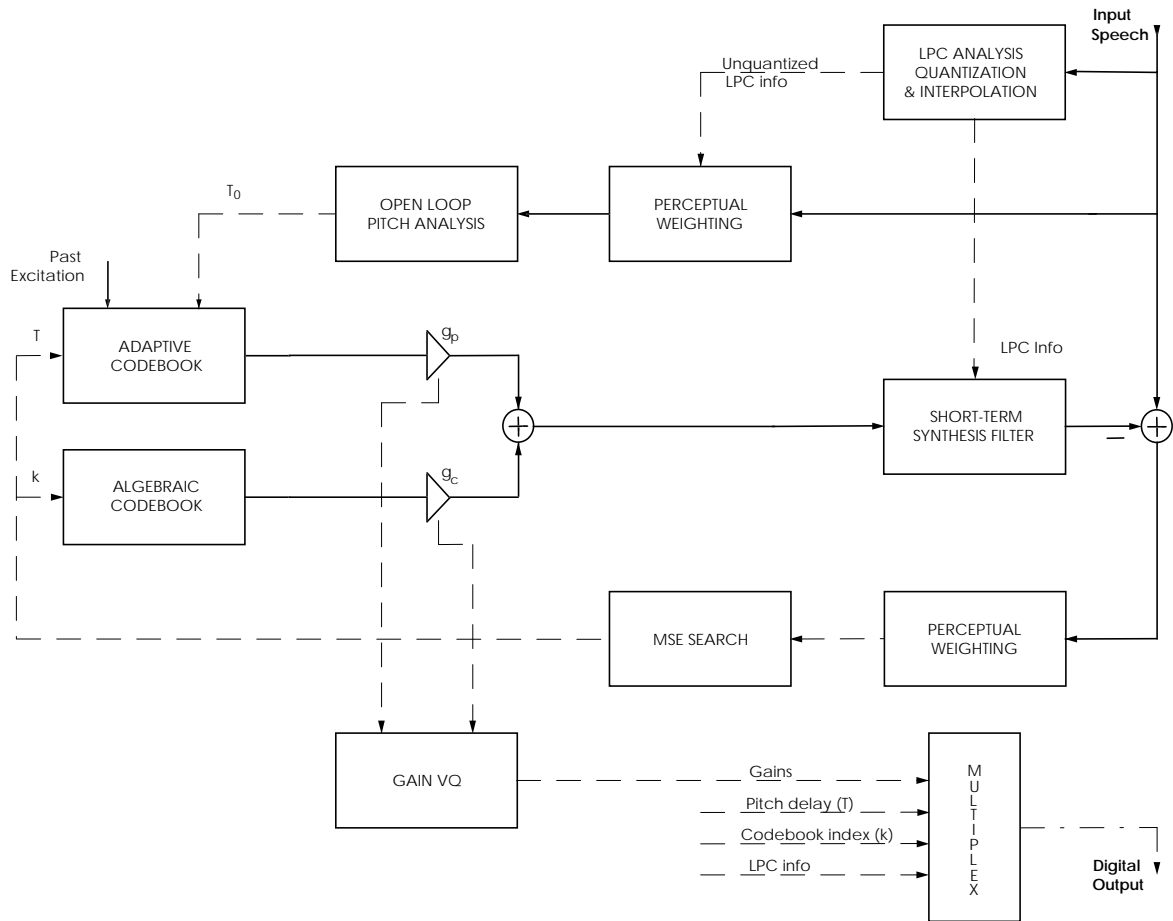 Input
Speech
LPC ANALYSIS
QUANTIZATION
& INTERPOLATION
Unquantized
LPC info
T0
OPEN LOOP
PITCH ANALYSIS
PERCEPTUAL
WEIGHTING
Past
Excitation
T
ADAPTIVE
CODEBOOK
gp
LPC Info
SHORT-TERM
SYNTHESIS FILTER
+
+
–
k
ALGEBRAIC
CODEBOOK
gc
MSE SEARCH
PERCEPTUAL
WEIGHTING
GAIN VQ
Gains
Pitch delay (T)
Codebook index (k)
LPC info
MULTIPLEX
Digital
Output